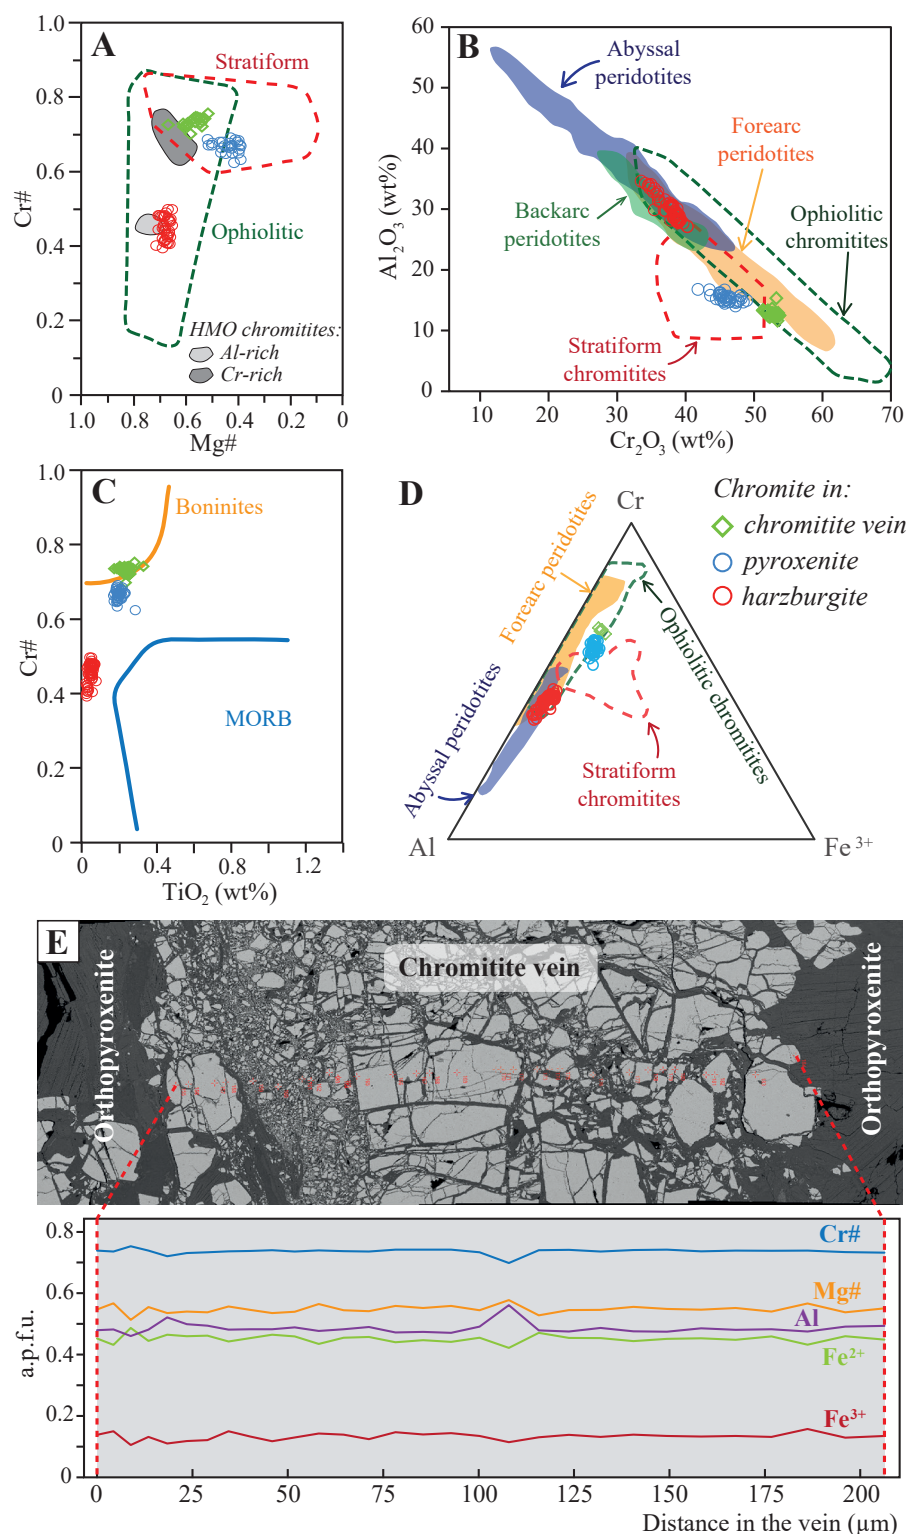 A
Cr#
1.0
0.8
0.6
0.4
0.2
0
1.0
0.8
0.6
0.4
0.2
0
Mg#
Stratiform
Ophiolitic
HMO chromitites:
Al-rich
Cr-rich
B
Al2O3 (wt%)
60
50
40
30
20
10
0
10
20
30
40
50
60
70
Cr2O3 (wt%)
Abyssal
peridotites
Forearc
peridotites
Backarc
peridotites
Ophiolitic
chromitites
Stratiform
chromitites
C
Cr#
1.0
0.8
0.6
0.4
0.2
0
0
0.4
0.8
1.2
TiO2 (wt%)
Boninites
MORB
D
Cr
Al
Fe3+
Forearc peridotites
Abyssal peridotites
Ophiolitic chromitites
Stratiform
chromitites
Chromite in:
chromitite vein
pyroxenite
harzburgite
E
Orthopyroxenite
Chromitite vein
Orthopyroxenite
a.p.f.u.
0.8
0.6
0.4
0.2
0
Cr#
Mg#
Al
Fe2+
Fe3+
0
25
50
75
100
125
150
175
200
Distance in the vein (µm)